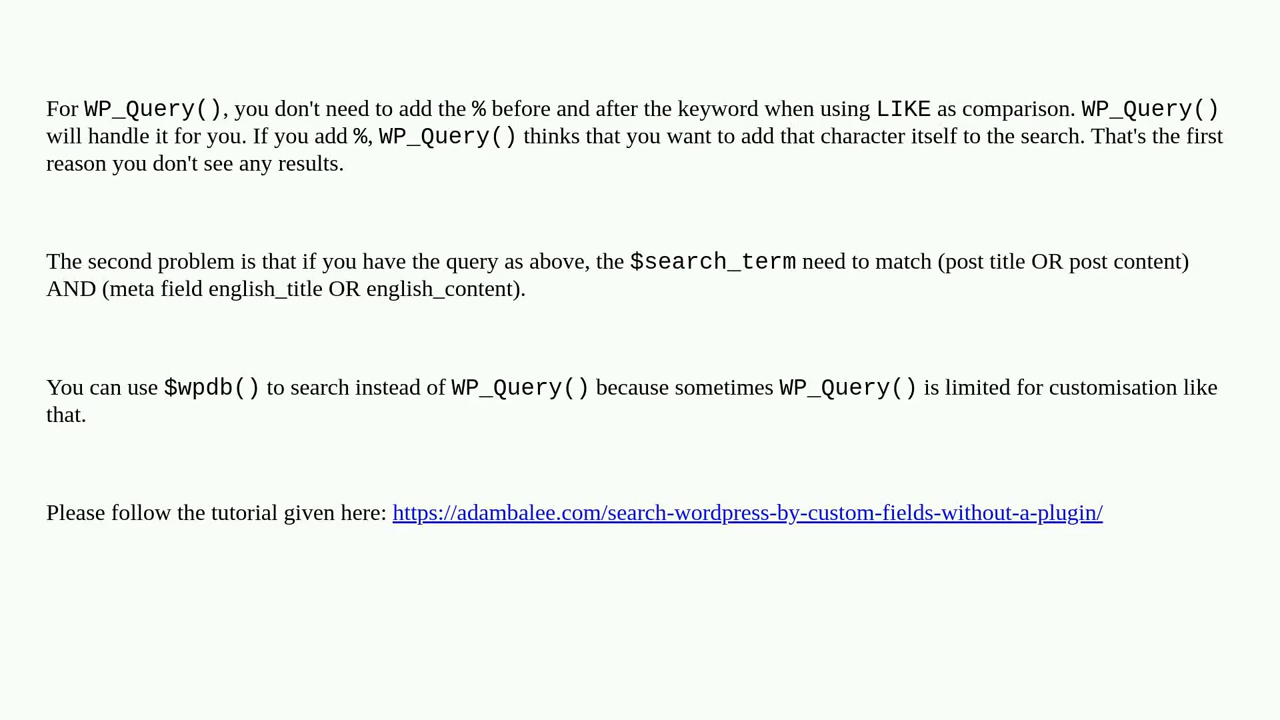 For WP_Query(), you don't need to add the % before and after the keyword when using LIKE as comparison. WP_Query()
will handle it for you. If you add %, WP_Query() thinks that you want to add that character itself to the search. That's the first
reason you don't see any results.
The second problem is that if you have the query as above, the $search_term need to match (post title OR post content)
AND (meta field english_title OR english_content).
You can use $wpdb() to search instead of WP_Query() because sometimes WP_Query() is limited for customisation like
that.
Please follow the tutorial given here: https://adambalee.com/search-wordpress-by-custom-fields-without-a-plugin/